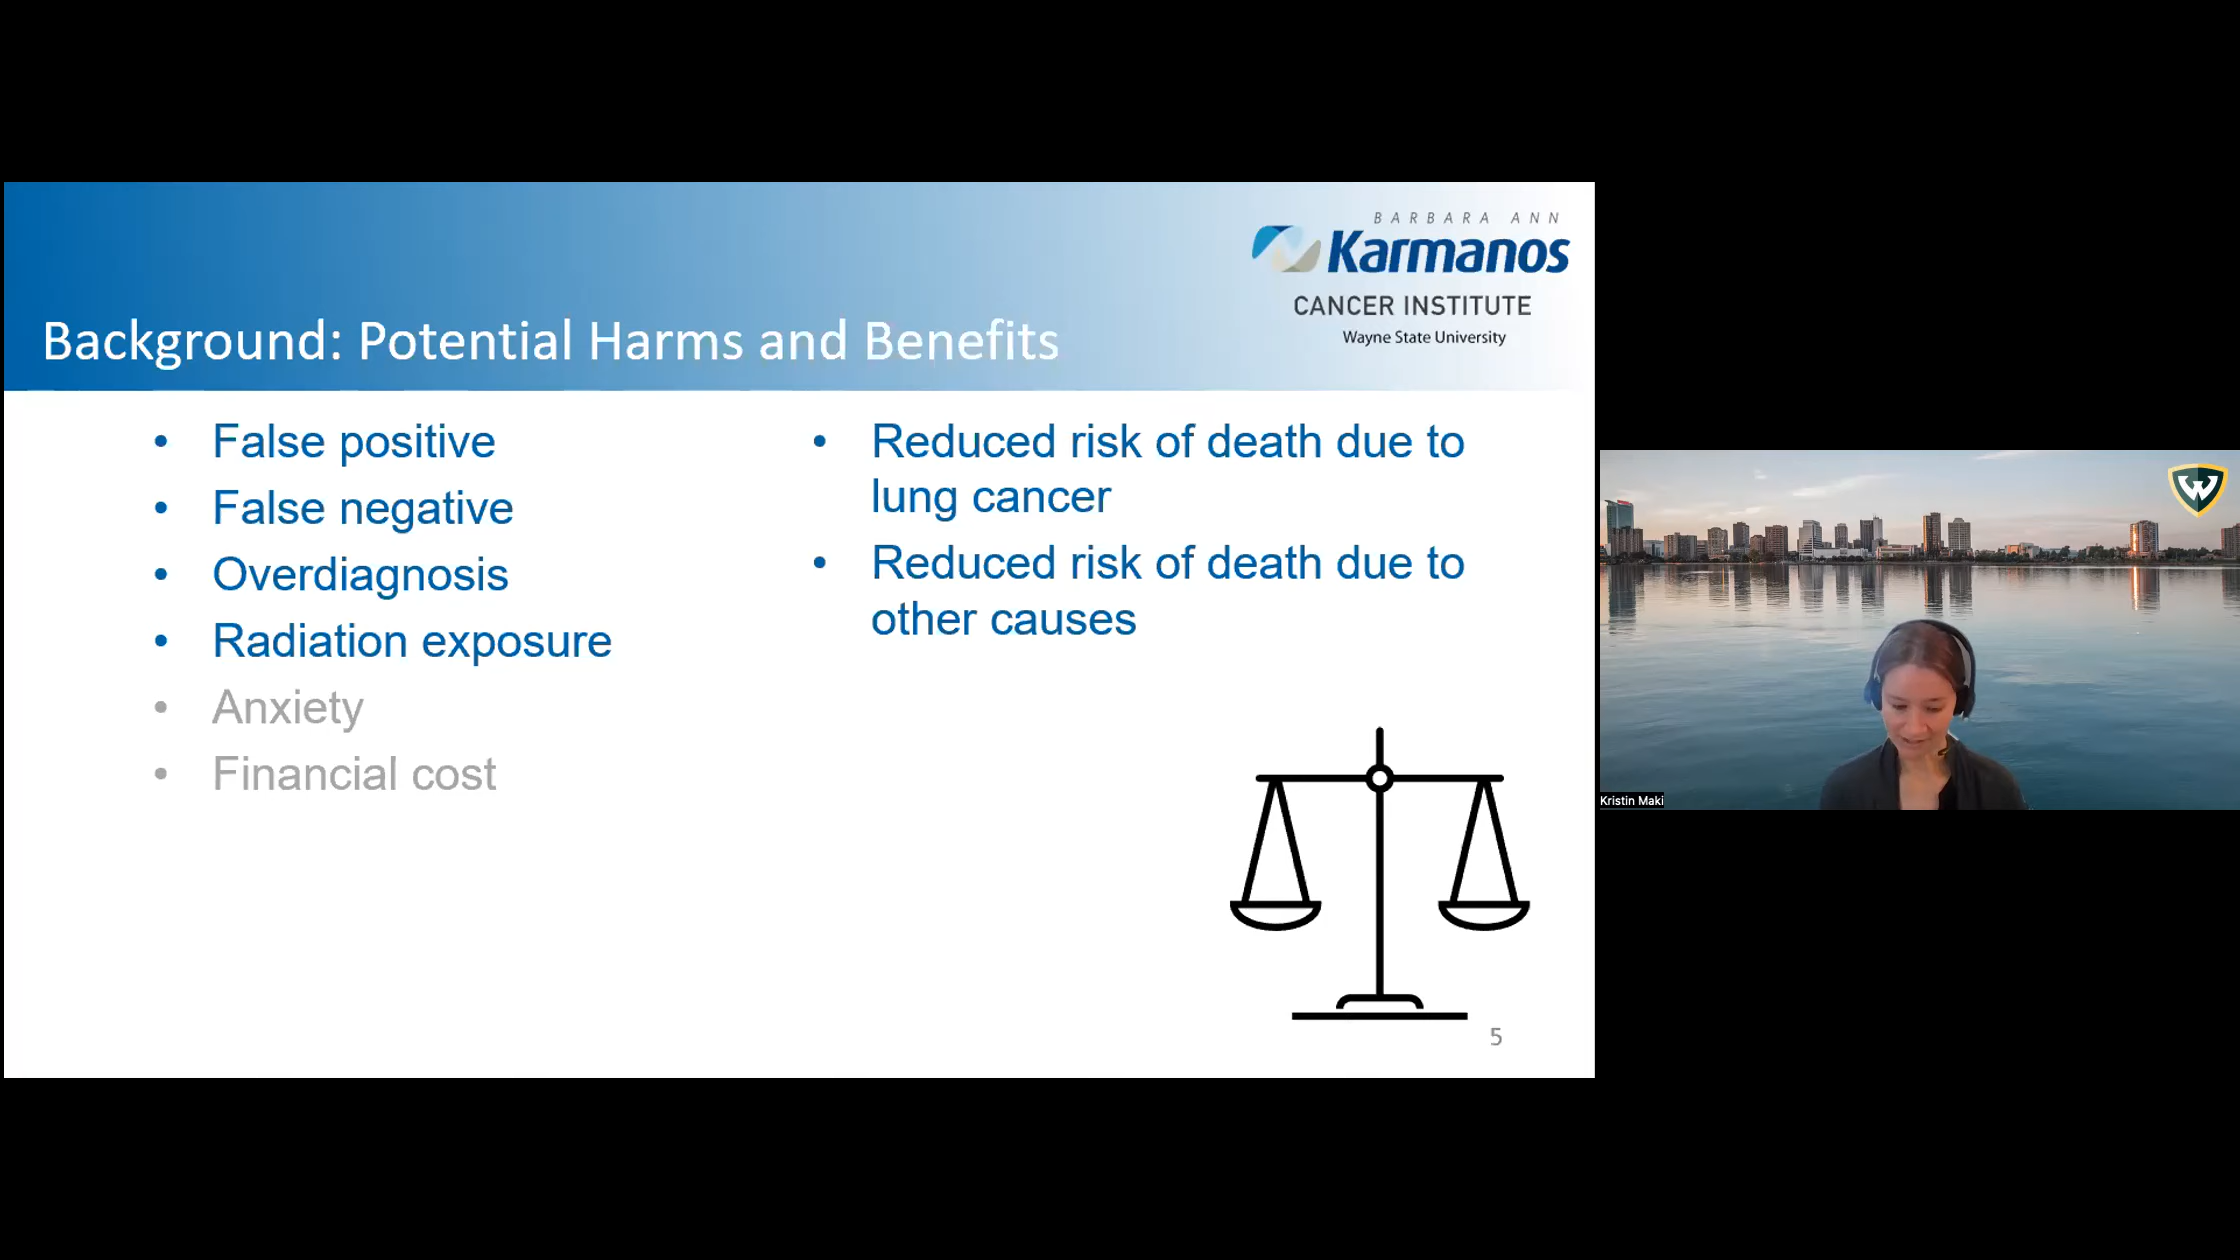 BARBARA ANN
Karmanos
CANCER INSTITUTE
Wayne State University
Background: Potential Harms and Benefits
• False positive
• False negative
• Overdiagnosis
• Radiation exposure
• Anxiety
• Financial cost
• Reduced risk of death due to
lung cancer
• Reduced risk of death due to
other causes
5
W
Kristin Maki